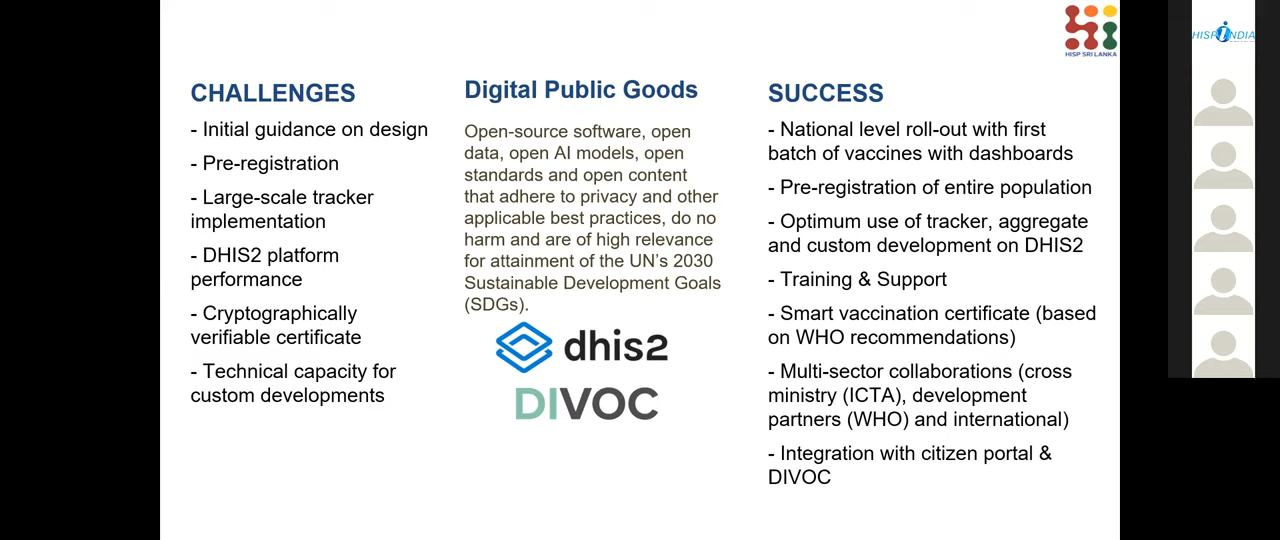 HISP SRI LANKA
HISP INDIA
CHALLENGES
- Initial guidance on design
- Pre-registration
- Large-scale tracker
implementation
- DHIS2 platform
performance
- Cryptographically
verifiable certificate
- Technical capacity for
custom developments
Digital Public Goods
Open-source software, open
data, open AI models, open
standards and open content
that adhere to privacy and other
applicable best practices, do no
harm and are of high relevance
for attainment of the UN’s 2030
Sustainable Development Goals
(SDGs).
dhis2
DIVOC
SUCCESS
- National level roll-out with first
batch of vaccines with dashboards
- Pre-registration of entire population
- Optimum use of tracker, aggregate
and custom development on DHIS2
- Training & Support
- Smart vaccination certificate (based
on WHO recommendations)
- Multi-sector collaborations (cross
ministry (ICTA), development
partners (WHO) and international)
- Integration with citizen portal &
DIVOC